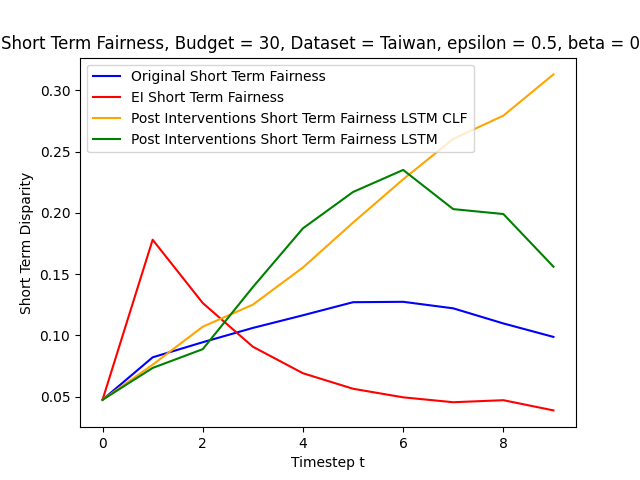 Short Term Fairness, Budget = 30, Dataset = Taiwan, epsilon = 0.5, beta = 0
Original Short Term Fairness
EI Short Term Fairness
Post Interventions Short Term Fairness LSTM CLF
Post Interventions Short Term Fairness LSTM
Short Term Disparity
0.30
0.25
0.20
0.15
0.10
0.05
0 2 4 6 8
Timestep t